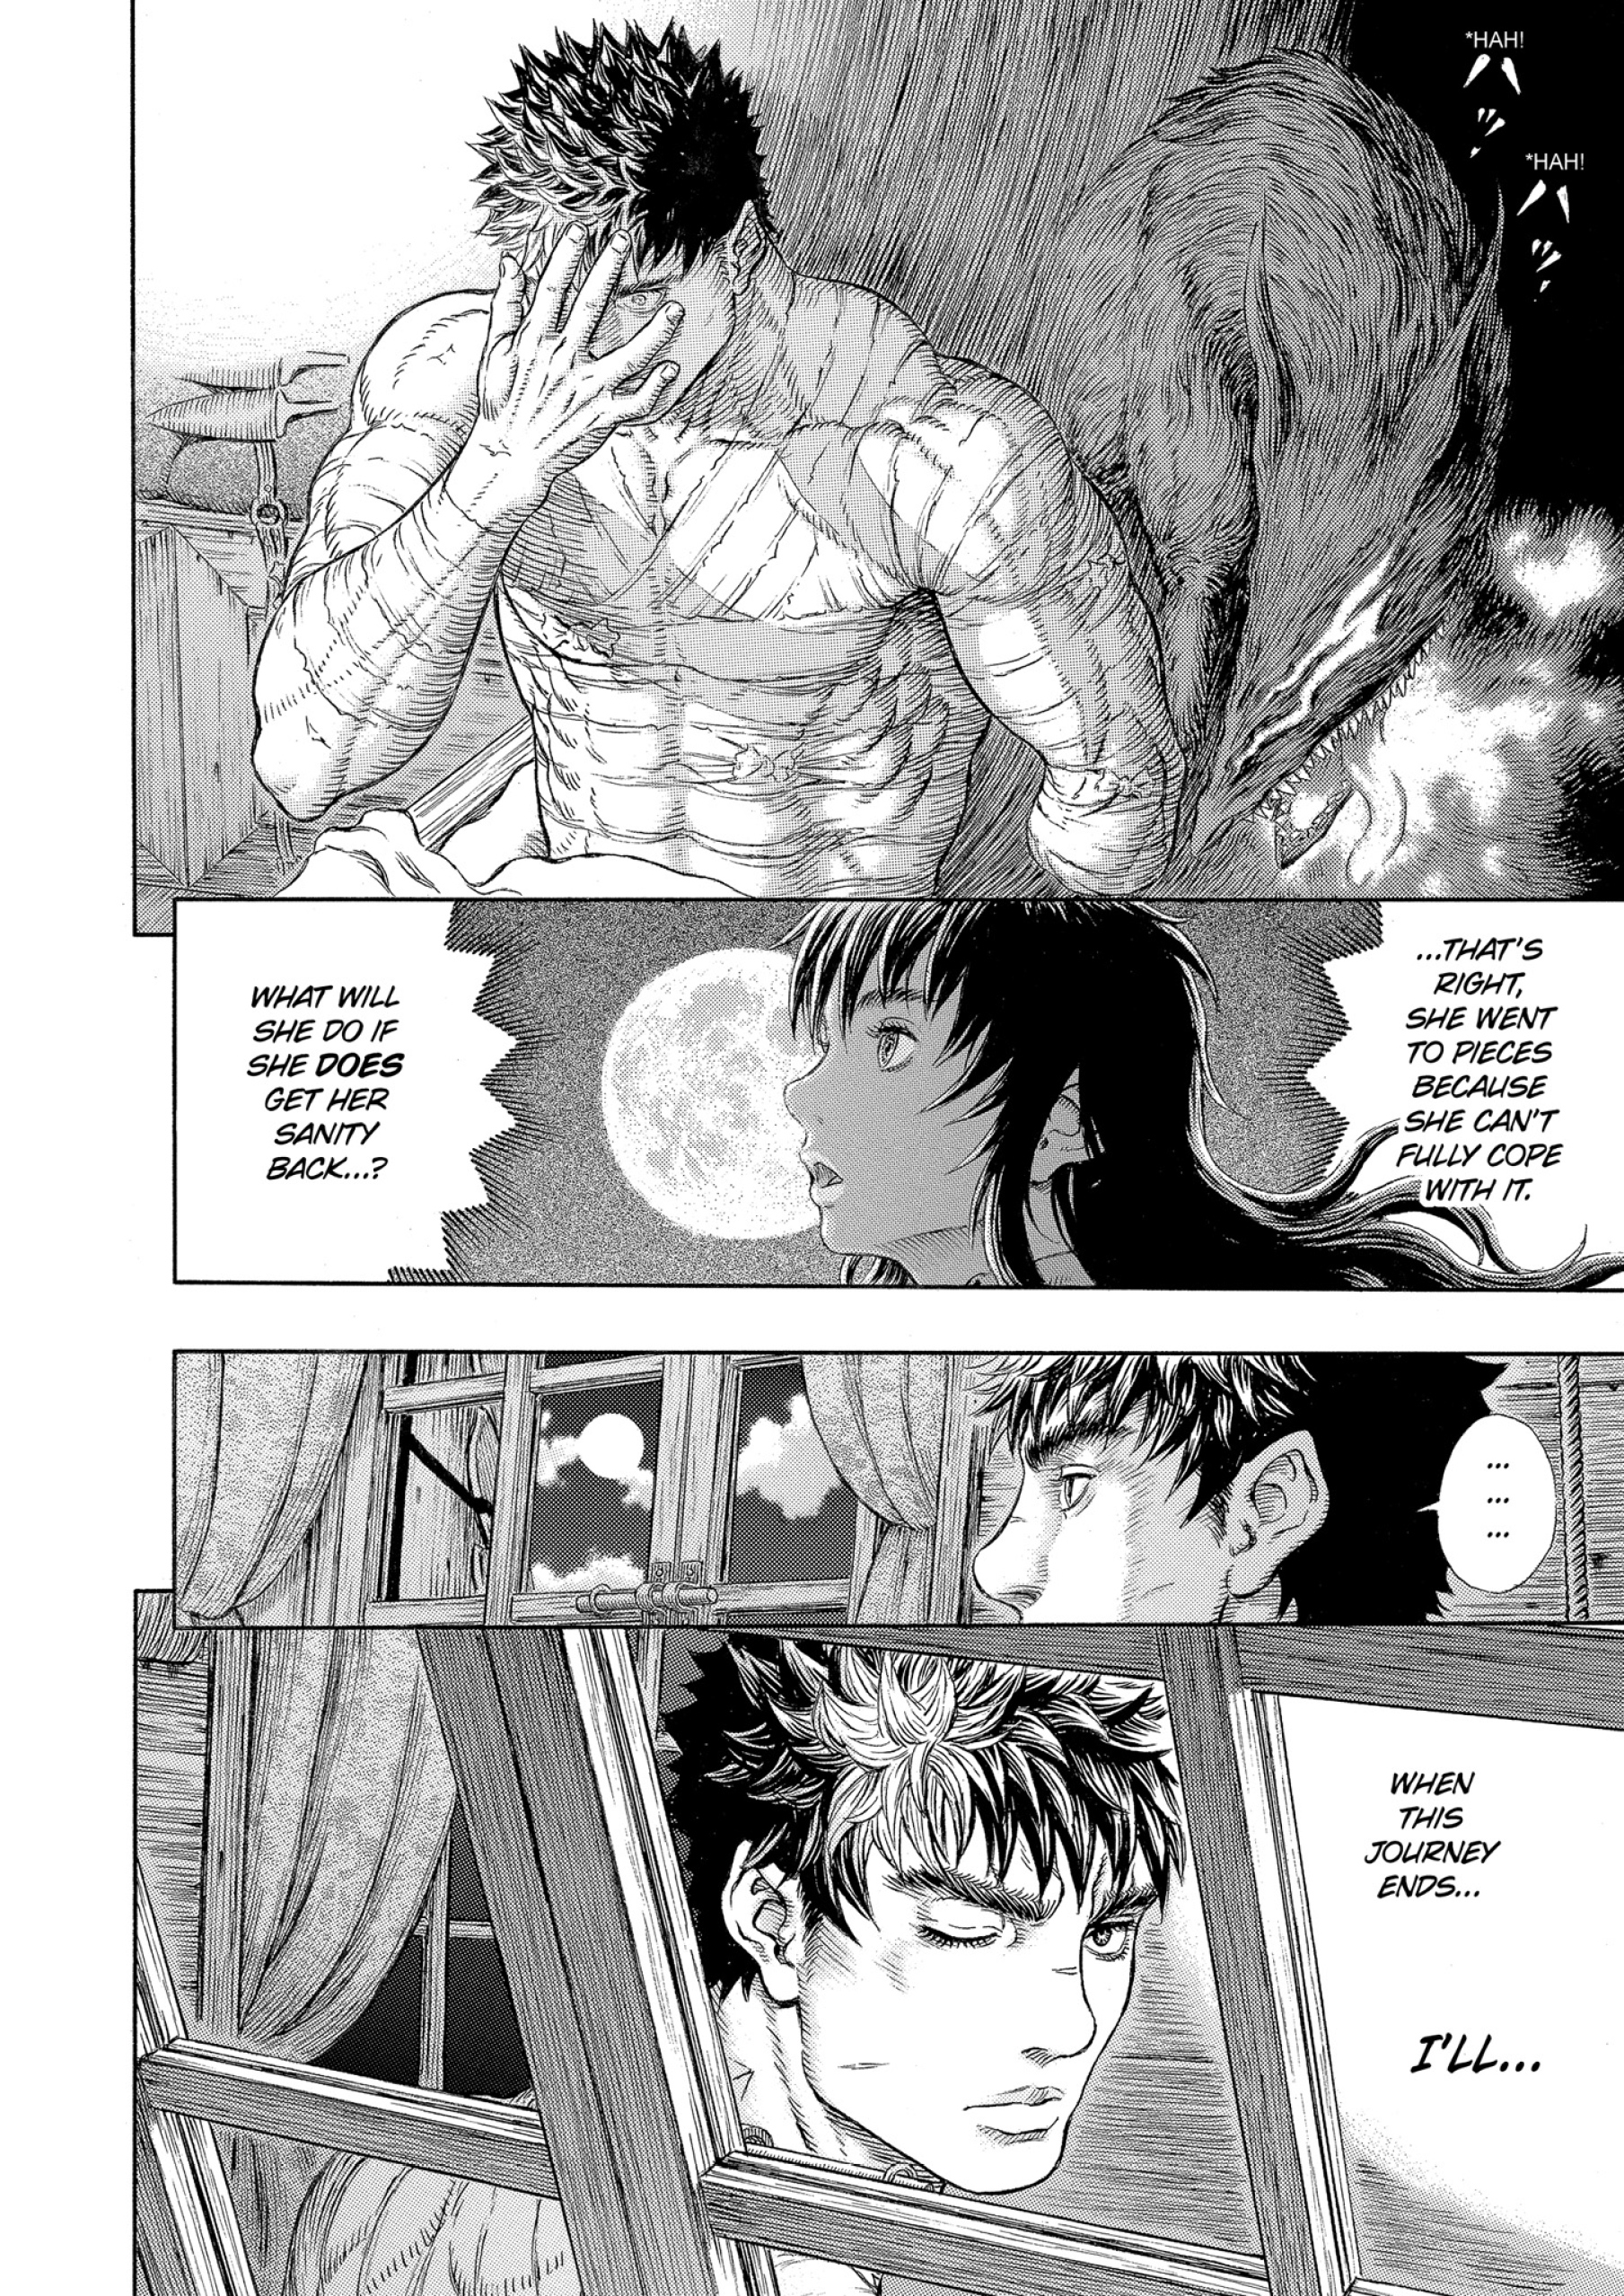 *HAH!
ハッ
*HAH!
ハッ
...THAT'S
RIGHT,
SHE WENT
TO PIECES
BECAUSE
SHE CAN'T
FULLY COPE
WITH IT.
WHAT WILL
SHE DO IF
SHE DOES
GET HER
SANITY
BACK...?
...
...
...
WHEN
THIS
JOURNEY
ENDS...
I'LL...